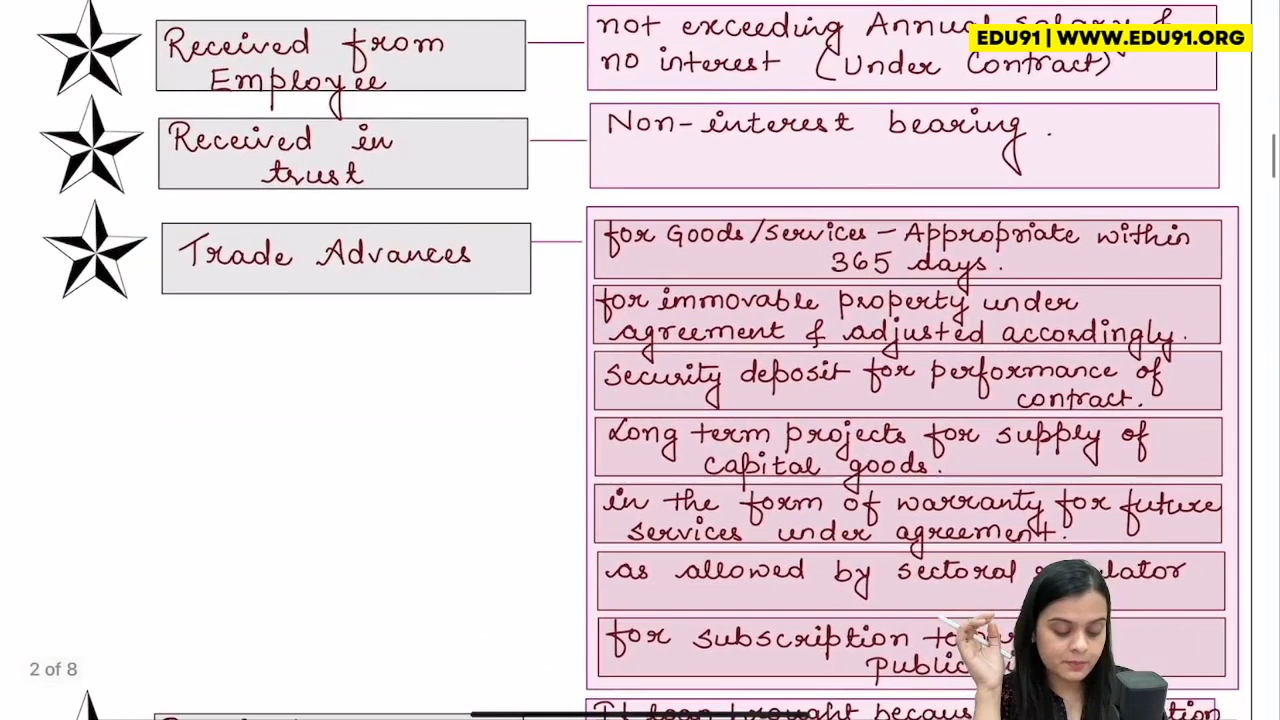 EDU91 | WWW.EDU91.ORG
Received from
Employee
not exceeding Annual salary &
no interest (Under Contract)
Received in
trust
Non-interest bearing.
Trade Advances
for Goods/services - Appropriate within
365 days.
for immovable property under
agreement & adjusted accordingly.
Security deposit for performance of
contract.
Long term projects for supply of
capital goods.
in the form of warranty for future
services under agreement.
as allowed by sectoral
for subscription
2 of 8